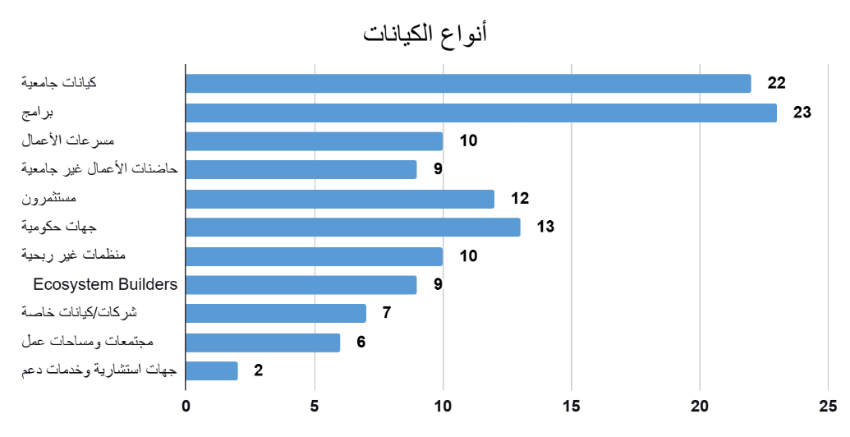 أنواع الكيانات
كيانات جامعية 22
برامج 23
مسرعات الأعمال 10
حاضنات الأعمال غير جامعية 9
مستثمرون 12
جهات حكومية 13
منظمات غير ربحية 10
Ecosystem Builders 9
شركات/كيانات خاصة 7
مجتمعات ومساحات عمل 6
جهات استشارية وخدمات دعم 2
0 5 10 15 20 25